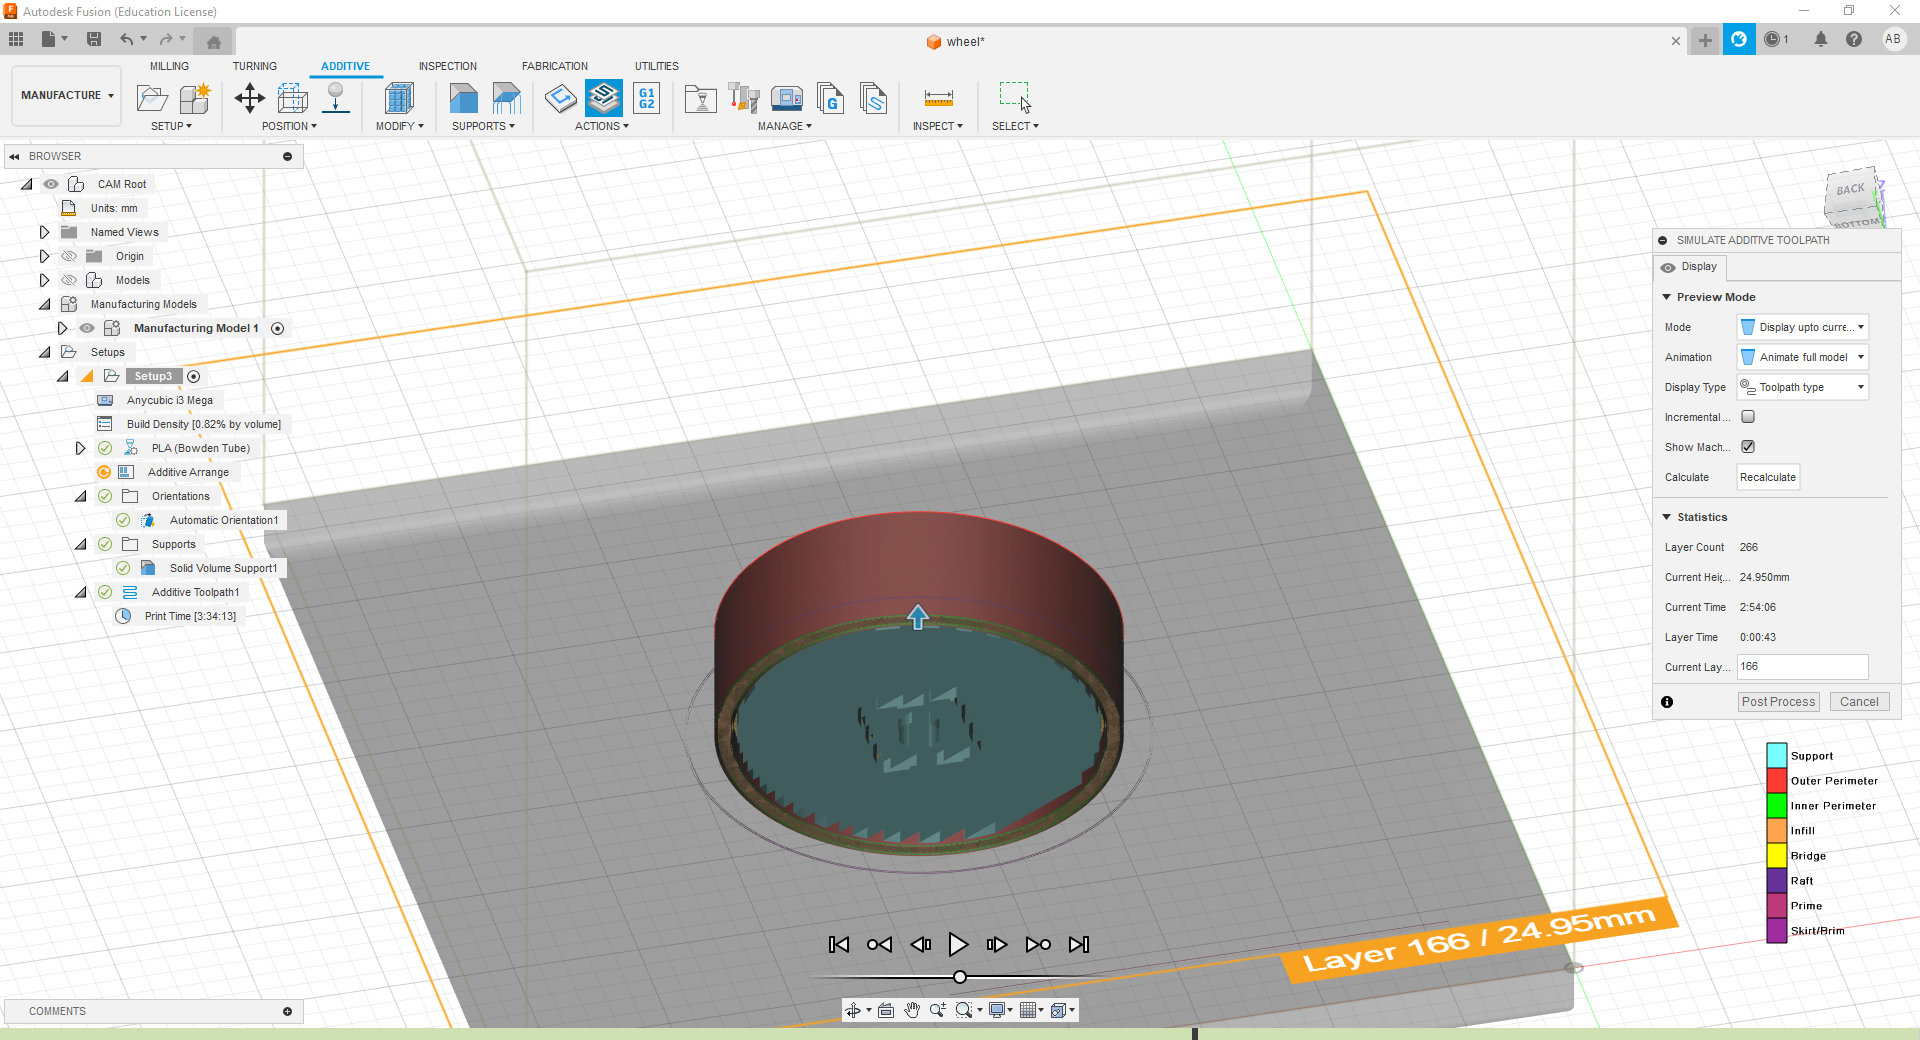 Autodesk Fusion (Education License)
wheel*
1
AB
MANUFACTURE
MILLING
TURNING
ADDITIVE
INSPECTION
FABRICATION
UTILITIES
G1
G2
G
SETUP
POSITION
MODIFY
SUPPORTS
ACTIONS
MANAGE
INSPECT
SELECT
BROWSER
CAM Root
Units: mm
Named Views
Origin
Models
Manufacturing Models
Manufacturing Model 1
Setups
Setup3
Anycubic i3 Mega
Build Density [0.82% by volume]
PLA (Bowden Tube)
Additive Arrange
Orientations
Automatic Orientation1
Supports
Solid Volume Support1
Additive Toolpath1
Print Time [3:34:13]
BACK
BOTTOM
Z
SIMULATE ADDITIVE TOOLPATH
Display
Preview Mode
Mode
Display upto curre...
Animation
Animate full model
Display Type
Toolpath type
Incremental ...
Show Mach...
Calculate
Recalculate
Statistics
Layer Count
266
Current Heig...
24.950mm
Current Time
2:54:06
Layer Time
0:00:43
Current Lay...
166
Post Process
Cancel
Support
Outer Perimeter
Inner Perimeter
Infill
Bridge
Raft
Prime
Skirt/Brim
Layer 166 / 24.95mm
COMMENTS